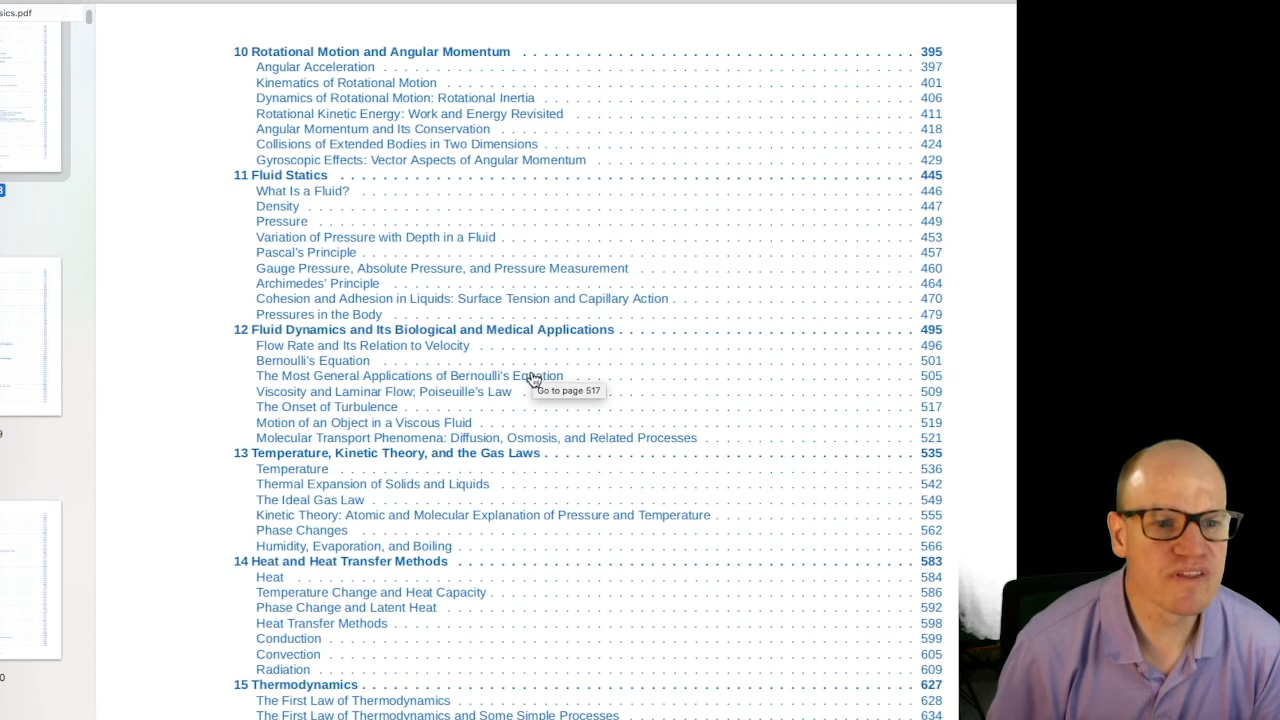 sics.pdf
10 Rotational Motion and Angular Momentum . . . . . . . . . . . . . . . . . . . . . . . . . . . . 395
Angular Acceleration . . . . . . . . . . . . . . . . . . . . . . . . . . . . 397
Kinematics of Rotational Motion . . . . . . . . . . . . . . . . . . . . . . . . . . . . 401
Dynamics of Rotational Motion: Rotational Inertia . . . . . . . . . . . . . . . . . . . . . . . . . . . . 406
Rotational Kinetic Energy: Work and Energy Revisited . . . . . . . . . . . . . . . . . . . . . . . . . . . . 411
Angular Momentum and Its Conservation . . . . . . . . . . . . . . . . . . . . . . . . . . . . 418
Collisions of Extended Bodies in Two Dimensions . . . . . . . . . . . . . . . . . . . . . . . . . . . . 424
Gyroscopic Effects: Vector Aspects of Angular Momentum . . . . . . . . . . . . . . . . . . . . . . . . 429
11 Fluid Statics . . . . . . . . . . . . . . . . . . . . . . . . . . . . 445
What Is a Fluid? . . . . . . . . . . . . . . . . . . . . . . . . . . . . 446
Density . . . . . . . . . . . . . . . . . . . . . . . . . . . . 447
Pressure . . . . . . . . . . . . . . . . . . . . . . . . . . . . 449
Variation of Pressure with Depth in a Fluid . . . . . . . . . . . . . . . . . . . . . . . . . . . . 453
Pascal's Principle . . . . . . . . . . . . . . . . . . . . . . . . . . . . 457
Gauge Pressure, Absolute Pressure, and Pressure Measurement . . . . . . . . . . . . . . . . . . . . 460
Archimedes' Principle . . . . . . . . . . . . . . . . . . . . . . . . . . . . 464
Cohesion and Adhesion in Liquids: Surface Tension and Capillary Action . . . . . . . . . . . . . . . . . . 470
Pressures in the Body . . . . . . . . . . . . . . . . . . . . . . . . . . . . 479
12 Fluid Dynamics and Its Biological and Medical Applications . . . . . . . . . . . . . . . . . . . . . . 495
Flow Rate and Its Relation to Velocity . . . . . . . . . . . . . . . . . . . . . . . . . . . . 496
Bernoulli's Equation . . . . . . . . . . . . . . . . . . . . . . . . . . . . 501
The Most General Applications of Bernoulli's Equation . . . . . . . . . . . . . . . . . . . . . . . . 505
Viscosity and Laminar Flow; Poiseuille's Law . . . . . . . . . . . . . . . . . . . . . . . . 509
Go to page 517
The Onset of Turbulence . . . . . . . . . . . . . . . . . . . . . . . . . . . . 517
Motion of an Object in a Viscous Fluid . . . . . . . . . . . . . . . . . . . . . . . . . . . . 519
Molecular Transport Phenomena: Diffusion, Osmosis, and Related Processes . . . . . . . . . . . . . . . . 521
13 Temperature, Kinetic Theory, and the Gas Laws . . . . . . . . . . . . . . . . . . . . . . . . . . . 535
Temperature . . . . . . . . . . . . . . . . . . . . . . . . . . . . 536
Thermal Expansion of Solids and Liquids . . . . . . . . . . . . . . . . . . . . . . . . . . . . 542
The Ideal Gas Law . . . . . . . . . . . . . . . . . . . . . . . . . . . . 549
Kinetic Theory: Atomic and Molecular Explanation of Pressure and Temperature . . . . . . . . . . . . . . . 555
Phase Changes . . . . . . . . . . . . . . . . . . . . . . . . . . . . 562
Humidity, Evaporation, and Boiling . . . . . . . . . . . . . . . . . . . . . . . . . . . . 566
14 Heat and Heat Transfer Methods . . . . . . . . . . . . . . . . . . . . . . . . . . . . 583
Heat . . . . . . . . . . . . . . . . . . . . . . . . . . . . 584
Temperature Change and Heat Capacity . . . . . . . . . . . . . . . . . . . . . . . . . . . . 586
Phase Change and Latent Heat . . . . . . . . . . . . . . . . . . . . . . . . . . . . 592
Heat Transfer Methods . . . . . . . . . . . . . . . . . . . . . . . . . . . . 598
Conduction . . . . . . . . . . . . . . . . . . . . . . . . . . . . 599
Convection . . . . . . . . . . . . . . . . . . . . . . . . . . . . 605
Radiation . . . . . . . . . . . . . . . . . . . . . . . . . . . . 609
15 Thermodynamics . . . . . . . . . . . . . . . . . . . . . . . . . . . . 627
The First Law of Thermodynamics . . . . . . . . . . . . . . . . . . . . . . . . . . . . 628
The First Law of Thermodynamics and Some Simple Processes . . . . . . . . . . . . . . . . . . . . . 634